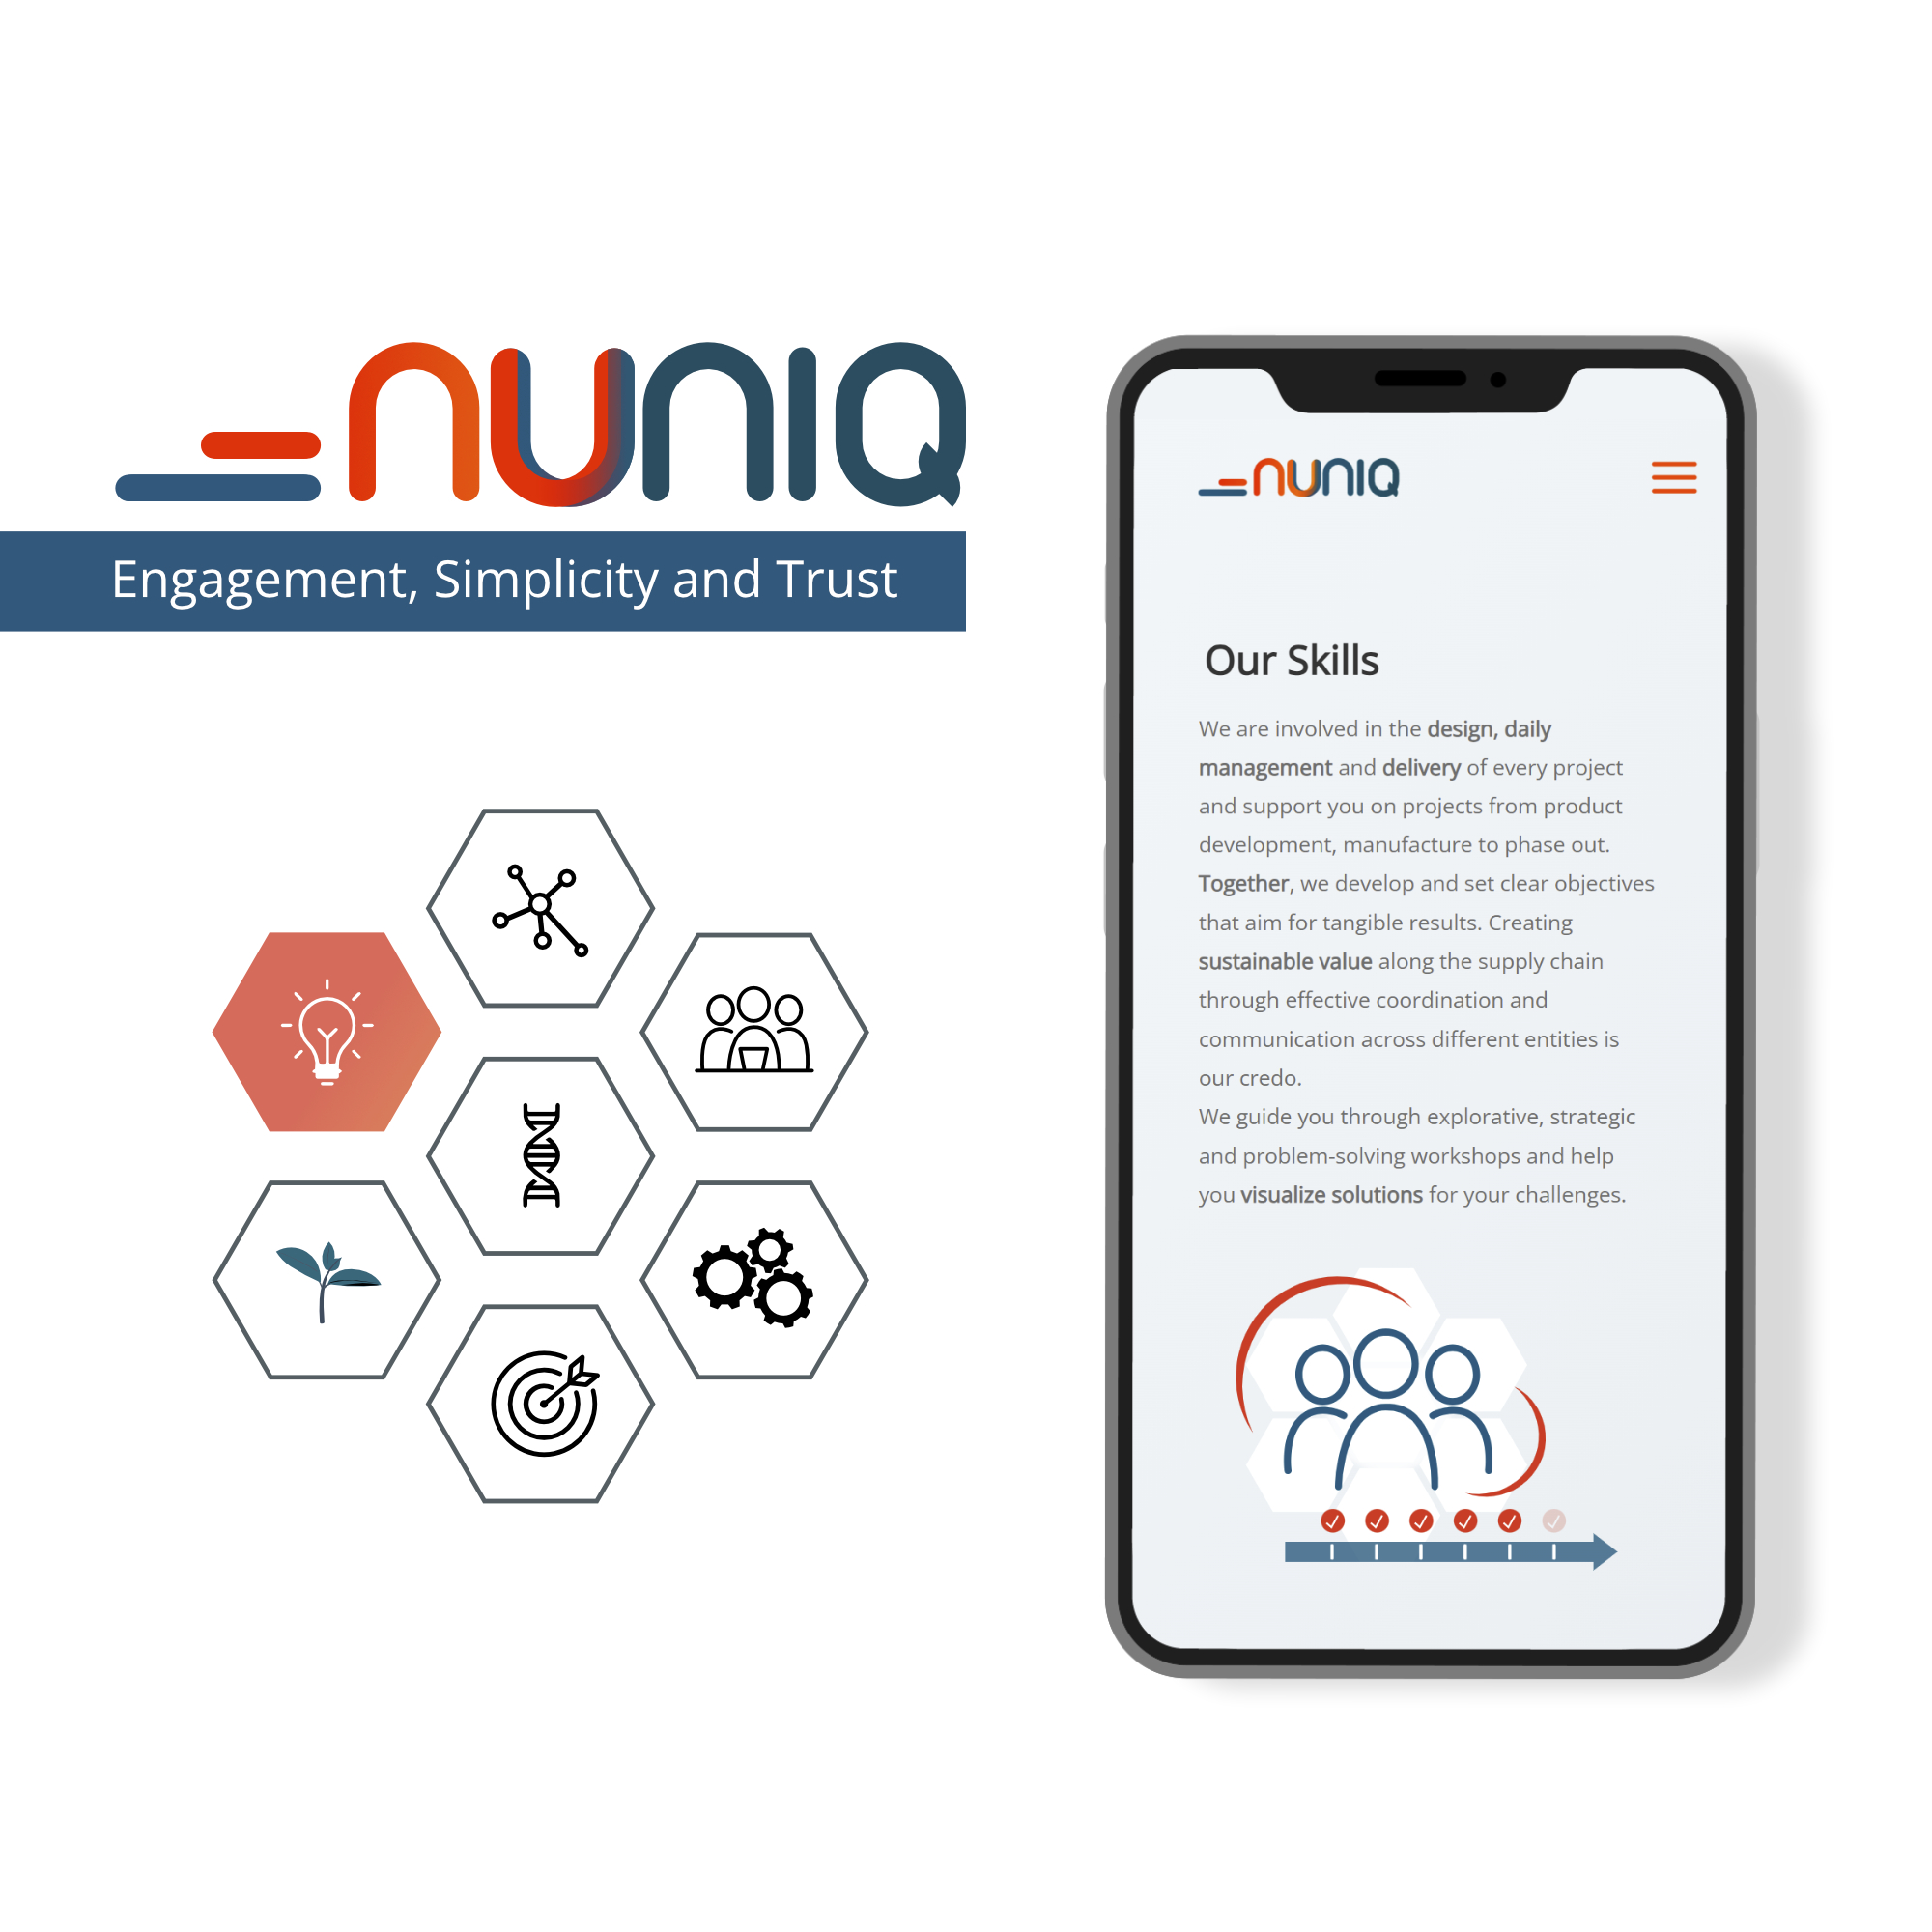 nuniq
Engagement, Simplicity and Trust
nuniq
Our Skills
We are involved in the design, daily
management and delivery of every project
and support you on projects from product
development, manufacture to phase out.
Together, we develop and set clear objectives
that aim for tangible results. Creating
sustainable value along the supply chain
through effective coordination and
communication across different entities is
our credo.
We guide you through explorative, strategic
and problem-solving workshops and help
you visualize solutions for your challenges.